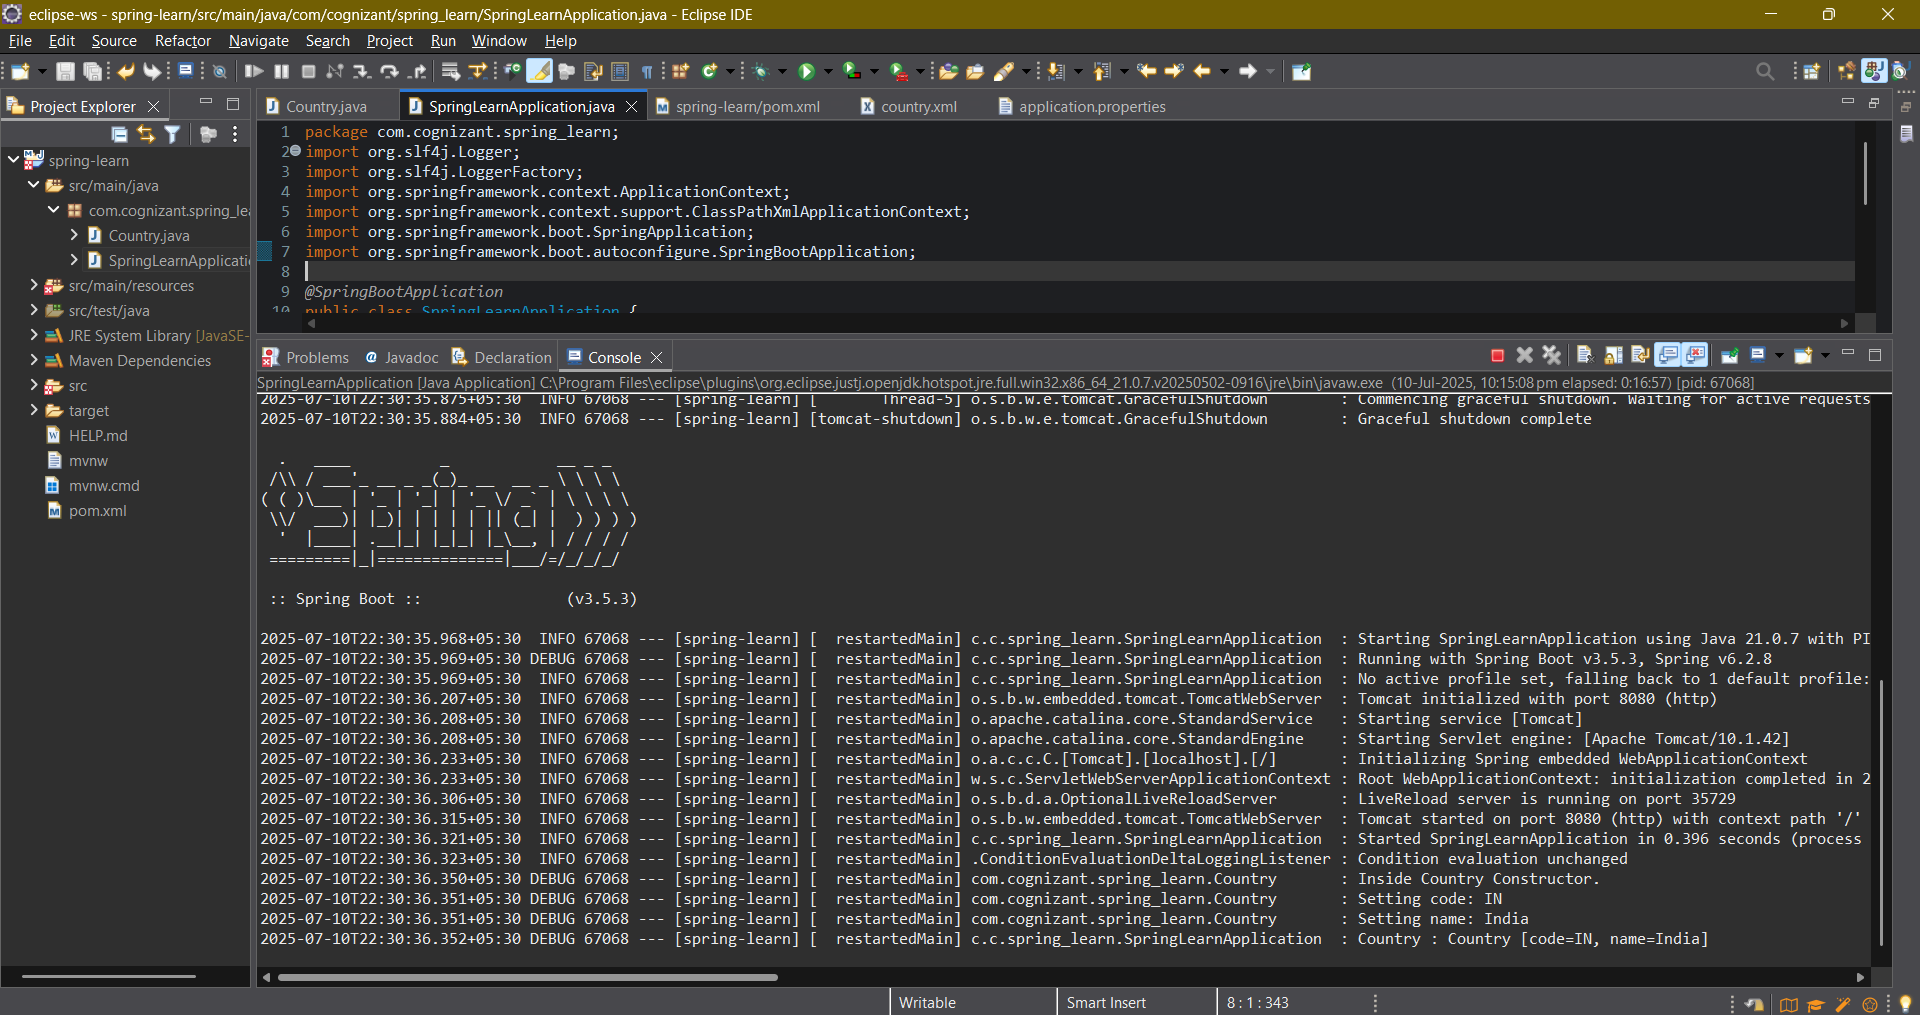 eclipse-ws - spring-learn/src/main/java/com/cognizant/spring_learn/SpringLearnApplication.java - Eclipse IDE
File Edit Source Refactor Navigate Search Project Run Window Help
Project Explorer
spring-learn
src/main/java
com.cognizant.spring_lea
Country.java
SpringLearnApplicati
src/main/resources
src/test/java
JRE System Library [JavaSE-
Maven Dependencies
src
target
HELP.md
mvnw
mvnw.cmd
pom.xml
Country.java SpringLearnApplication.java spring-learn/pom.xml country.xml application.properties
1 package com.cognizant.spring_learn;
2 import org.slf4j.Logger;
3 import org.slf4j.LoggerFactory;
4 import org.springframework.context.ApplicationContext;
5 import org.springframework.context.support.ClassPathXmlApplicationContext;
6 import org.springframework.boot.SpringApplication;
7 import org.springframework.boot.autoconfigure.SpringBootApplication;
8
9 @SpringBootApplication
10 public class SpringLearnApplication {
Problems Javadoc Declaration Console
SpringLearnApplication [Java Application] C:\Program Files\eclipse\plugins\org.eclipse.justj.openjdk.hotspot.jre.full.win32.x86_64_21.0.7.v20250502-0916\jre\bin\javaw.exe (10-Jul-2025, 10:15:08 pm elapsed: 0:16:57) [pid: 67068]
2025-07-10T22:30:35.875+05:30  INFO 67068 --- [spring-learn] [       Thread-5] o.s.b.w.e.tomcat.GracefulShutdown        : Commencing graceful shutdown. Waiting for active requests
2025-07-10T22:30:35.884+05:30  INFO 67068 --- [spring-learn] [tomcat-shutdown] o.s.b.w.e.tomcat.GracefulShutdown        : Graceful shutdown complete
Spring
:: Spring Boot ::                (v3.5.3)
2025-07-10T22:30:35.968+05:30  INFO 67068 --- [spring-learn] [  restartedMain] c.c.spring_learn.SpringLearnApplication  : Starting SpringLearnApplication using Java 21.0.7 with PI
2025-07-10T22:30:35.969+05:30 DEBUG 67068 --- [spring-learn] [  restartedMain] c.c.spring_learn.SpringLearnApplication  : Running with Spring Boot v3.5.3, Spring v6.2.8
2025-07-10T22:30:35.969+05:30  INFO 67068 --- [spring-learn] [  restartedMain] c.c.spring_learn.SpringLearnApplication  : No active profile set, falling back to 1 default profile:
2025-07-10T22:30:36.207+05:30  INFO 67068 --- [spring-learn] [  restartedMain] o.s.b.w.embedded.tomcat.TomcatWebServer  : Tomcat initialized with port 8080 (http)
2025-07-10T22:30:36.208+05:30  INFO 67068 --- [spring-learn] [  restartedMain] o.apache.catalina.core.StandardService   : Starting service [Tomcat]
2025-07-10T22:30:36.208+05:30  INFO 67068 --- [spring-learn] [  restartedMain] o.apache.catalina.core.StandardEngine    : Starting Servlet engine: [Apache Tomcat/10.1.42]
2025-07-10T22:30:36.233+05:30  INFO 67068 --- [spring-learn] [  restartedMain] o.a.c.c.C.[Tomcat].[localhost].[/]       : Initializing Spring embedded WebApplicationContext
2025-07-10T22:30:36.233+05:30  INFO 67068 --- [spring-learn] [  restartedMain] w.s.c.ServletWebServerApplicationContext : Root WebApplicationContext: initialization completed in 2
2025-07-10T22:30:36.306+05:30  INFO 67068 --- [spring-learn] [  restartedMain] o.s.b.d.a.OptionalLiveReloadServer       : LiveReload server is running on port 35729
2025-07-10T22:30:36.315+05:30  INFO 67068 --- [spring-learn] [  restartedMain] o.s.b.w.embedded.tomcat.TomcatWebServer  : Tomcat started on port 8080 (http) with context path '/'
2025-07-10T22:30:36.321+05:30  INFO 67068 --- [spring-learn] [  restartedMain] c.c.spring_learn.SpringLearnApplication  : Started SpringLearnApplication in 0.396 seconds (process
2025-07-10T22:30:36.323+05:30  INFO 67068 --- [spring-learn] [  restartedMain] .ConditionEvaluationDeltaLoggingListener : Condition evaluation unchanged
2025-07-10T22:30:36.350+05:30 DEBUG 67068 --- [spring-learn] [  restartedMain] com.cognizant.spring_learn.Country       : Inside Country Constructor.
2025-07-10T22:30:36.351+05:30 DEBUG 67068 --- [spring-learn] [  restartedMain] com.cognizant.spring_learn.Country       : Setting code: IN
2025-07-10T22:30:36.351+05:30 DEBUG 67068 --- [spring-learn] [  restartedMain] com.cognizant.spring_learn.Country       : Setting name: India
2025-07-10T22:30:36.352+05:30 DEBUG 67068 --- [spring-learn] [  restartedMain] c.c.spring_learn.SpringLearnApplication  : Country : Country [code=IN, name=India]
Writable Smart Insert 8 : 1 : 343